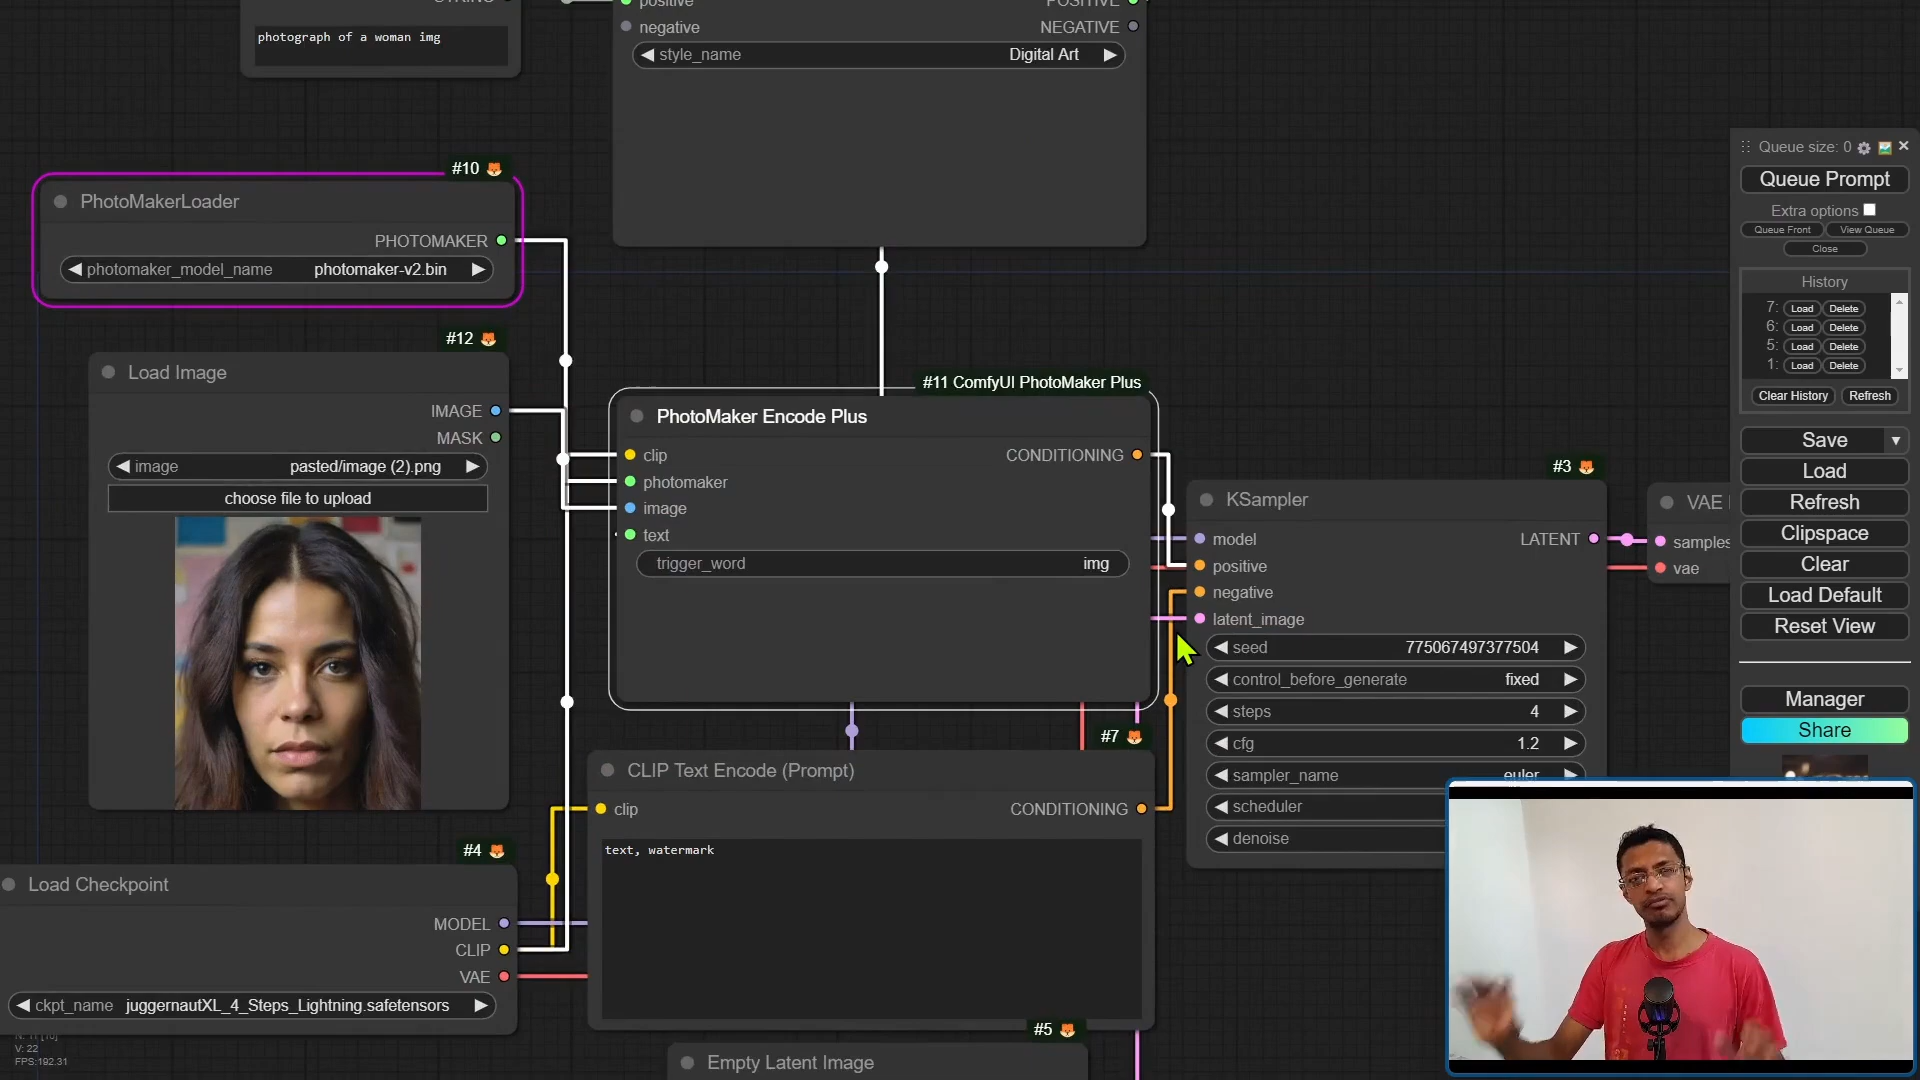 photograph of a woman img
positive
POSITIVE
negative
NEGATIVE
style_name
Digital Art
#10
PhotoMakerLoader
PHOTOMAKER
photomaker_model_name
photomaker-v2.bin
#12
Load Image
IMAGE
MASK
image
pasted/image (2).png
choose file to upload
#11 ComfyUI PhotoMaker Plus
PhotoMaker Encode Plus
clip
CONDITIONING
photomaker
image
text
trigger_word
img
#7
CLIP Text Encode (Prompt)
clip
CONDITIONING
text, watermark
#4
Load Checkpoint
MODEL
CLIP
VAE
ckpt_name
juggernautXL_4_Steps_Lightning.safetensors
V: 22
FPS:192.31
#5
Empty Latent Image
#3
KSampler
model
LATENT
positive
negative
latent_image
seed
775067497377504
control_before_generate
fixed
steps
4
cfg
1.2
sampler_name
euler
scheduler
denoise
VAE
samples
vae
Queue size: 0
Queue Prompt
Extra options
Queue Front
View Queue
Close
History
7: Load Delete
6: Load Delete
5: Load Delete
1: Load Delete
Clear History
Refresh
Save
Load
Refresh
Clipspace
Clear
Load Default
Reset View
Manager
Share